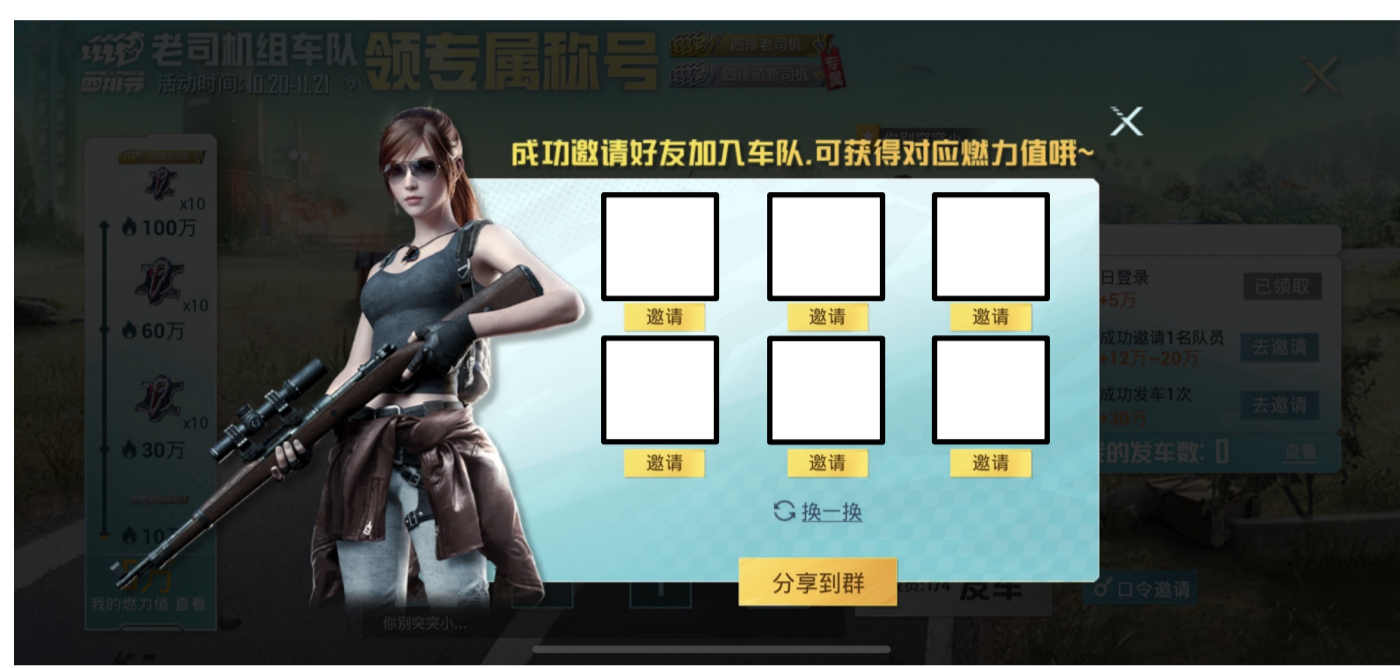 老司机组车队 领专属称号
四排老司机
专属
四排萌新司机
四排季 活动时间:10.20-11.21
成功邀请好友加入车队,可获得对应燃力值哦~
x10
100万
x10
60万
x10
30万
我的燃力值 查看
邀请 邀请 邀请
邀请 邀请 邀请
换一换
分享到群
日登录
+5万
已领取
成功邀请1名队员
+12万~20万
去邀请
成功发车1次
+30万
去邀请
的发车数: 0 查看
发车
口令邀请
你别突突小...